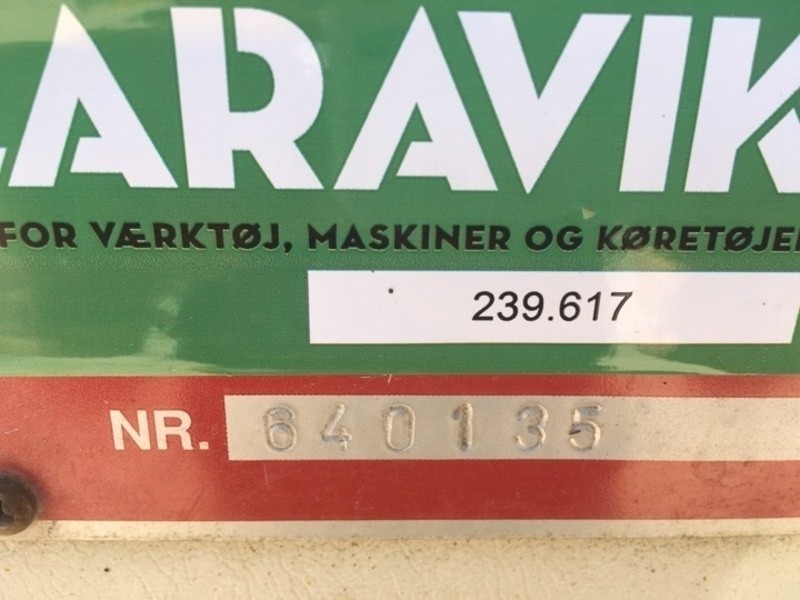 LARAVIK
FOR VÆRKTØJ, MASKINER OG KØRETØJER
239.617
NR. 640135